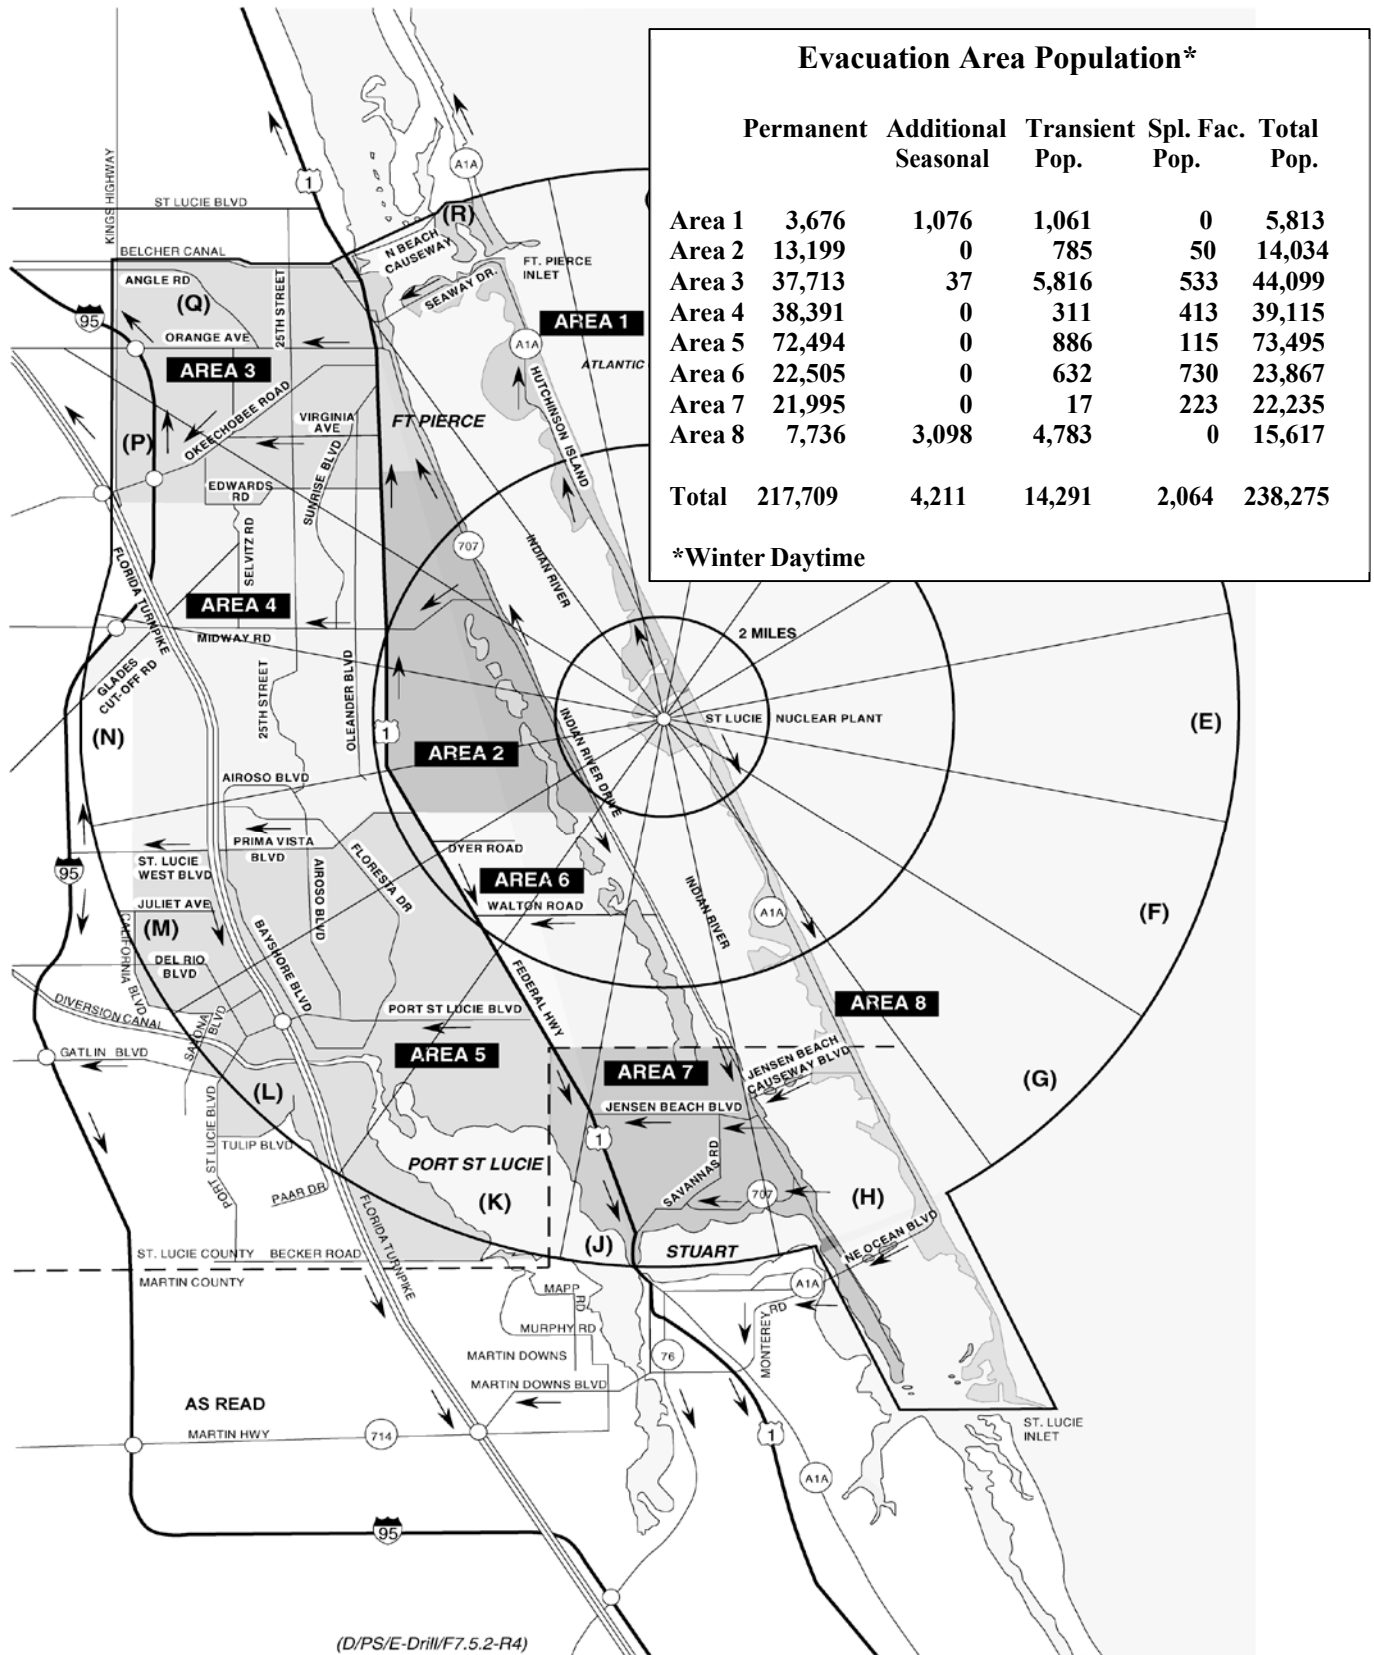 Evacuation Area Population*
Permanent Additional Transient Spl. Fac. Total
Seasonal Pop. Pop. Pop.
Area 1 3,676 1,076 1,061 0 5,813
Area 2 13,199 0 785 50 14,034
Area 3 37,713 37 5,816 533 44,099
Area 4 38,391 0 311 413 39,115
Area 5 72,494 0 886 115 73,495
Area 6 22,505 0 632 730 23,867
Area 7 21,995 0 17 223 22,235
Area 8 7,736 3,098 4,783 0 15,617
Total 217,709 4,211 14,291 2,064 238,275
*Winter Daytime
A1A
1
KINGS HIGHWAY
ST LUCIE BLVD
(R)
BELCHER CANAL
N BEACH
CAUSEWAY
FT. PIERCE
INLET
ANGLE RD
SEAWAY DR.
(Q)
25TH STREET
95
AREA 1
ORANGE AVE
A1A
ATLANTIC
AREA 3
HUTCHINSON ISLAND
OKEECHOBEE ROAD
VIRGINIA
AVE
FT PIERCE
(P)
SUNRISE BLVD
EDWARDS
RD
SELVITZ RD
707
INDIAN RIVER
FLORIDA TURNPIKE
AREA 4
MIDWAY RD
2 MILES
GLADES
CUT-OFF RD
25TH STREET
OLEANDER BLVD
ST LUCIE NUCLEAR PLANT
(E)
(N)
1
INDIAN RIVER DRIVE
AREA 2
AIROSO BLVD
PRIMA VISTA
BLVD
DYER ROAD
ST. LUCIE
WEST BLVD
95
AIROSO BLVD
FLORESTA DR
AREA 6
JULIET AVE
WALTON ROAD
INDIAN RIVER
A1A
(F)
(M)
CALIFORNIA BLVD
BAYSHORE BLVD
DEL RIO
BLVD
FEDERAL HWY
DIVERSION CANAL
SAVONA
BLVD
PORT ST LUCIE BLVD
AREA 8
GATLIN BLVD
AREA 5
AREA 7
JENSEN BEACH
CAUSEWAY BLVD
(G)
(L)
JENSEN BEACH BLVD
PORT ST LUCIE BLVD
TULIP BLVD
1
SAVANNAS RD
PORT ST LUCIE
PAAR DR
(K)
707
(H)
FLORIDA TURNPIKE
NE OCEAN BLVD
(J)
STUART
ST. LUCIE COUNTY BECKER ROAD
MARTIN COUNTY
MAPP
RD
A1A
MURPHY RD
MONTEREY RD
MARTIN DOWNS
76
MARTIN DOWNS BLVD
AS READ
MARTIN HWY
714
1
ST. LUCIE
INLET
A1A
95
(D/PS/E-Drill/F7.5.2-R4)